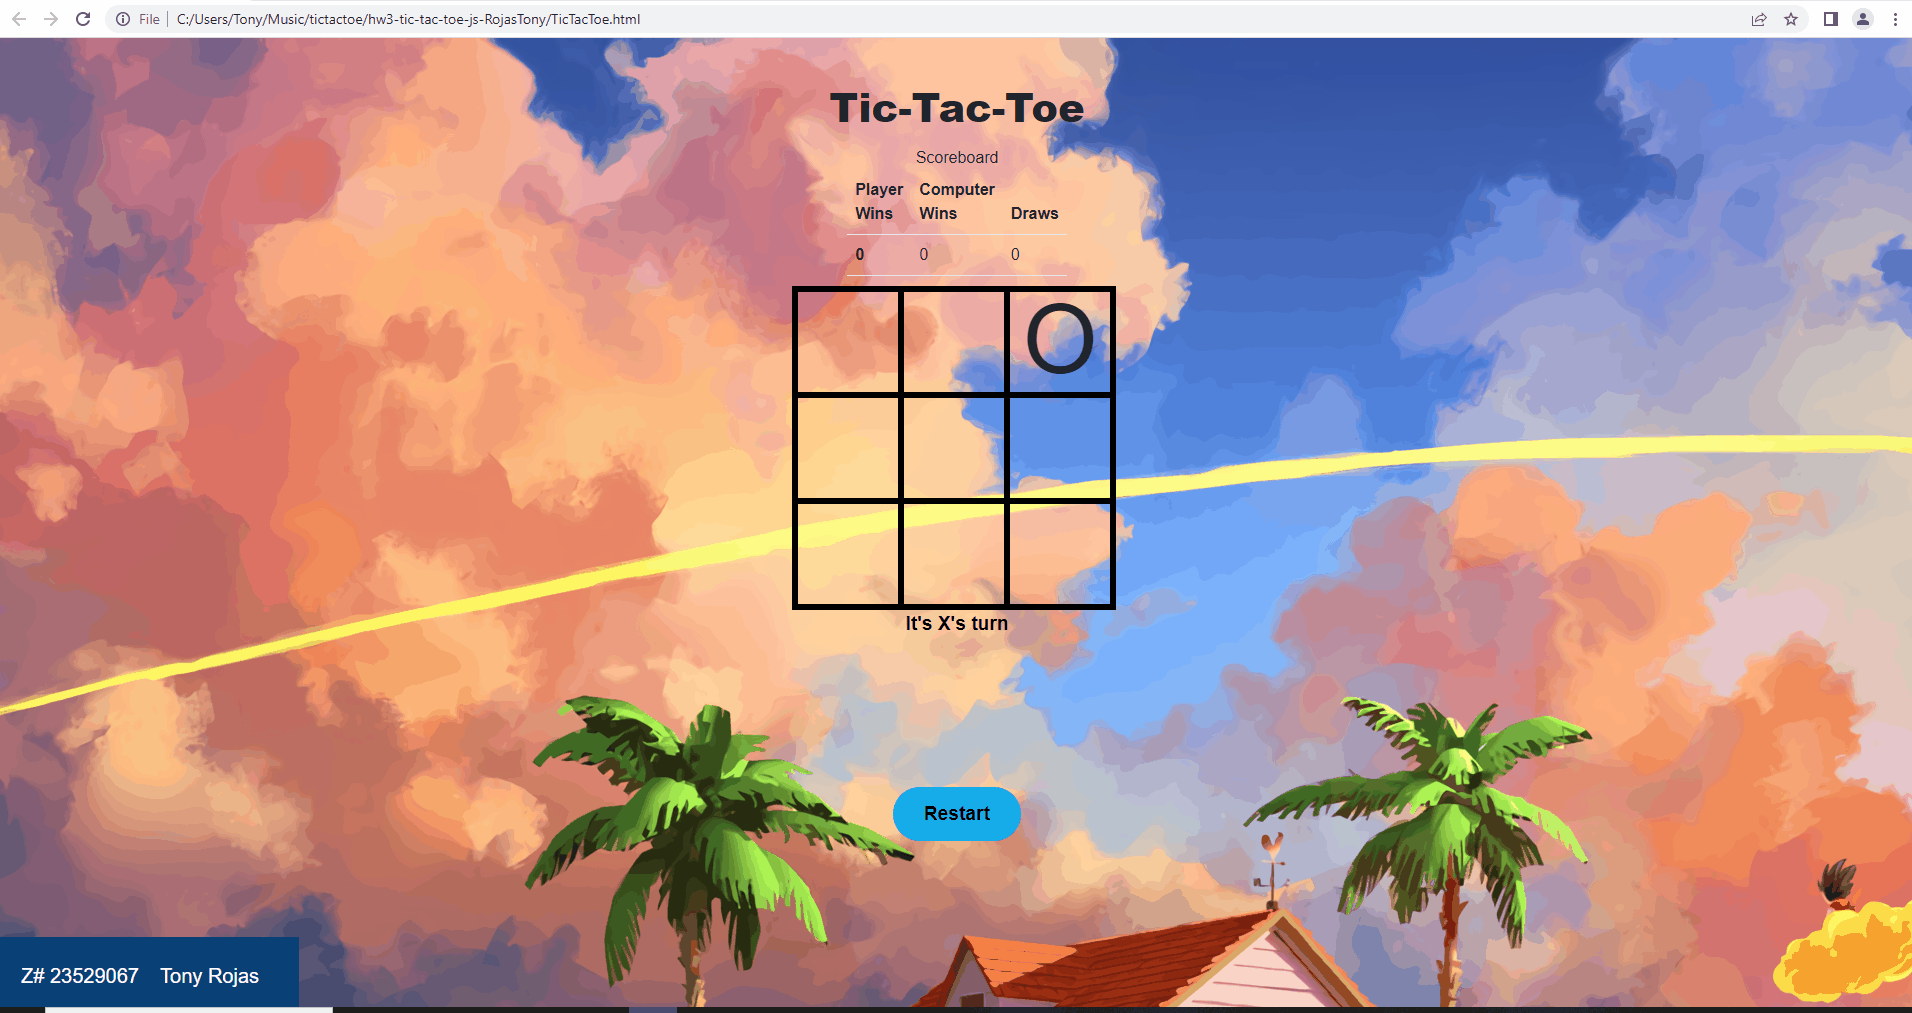 File C:/Users/Tony/Music/tictactoe/hw3-tic-tac-toe-js-RojasTony/TicTacToe.html
Tic-Tac-Toe
Scoreboard
Player Wins Computer Wins Draws
0 0 0
O
It's X's turn
Restart
Z# 23529067 Tony Rojas